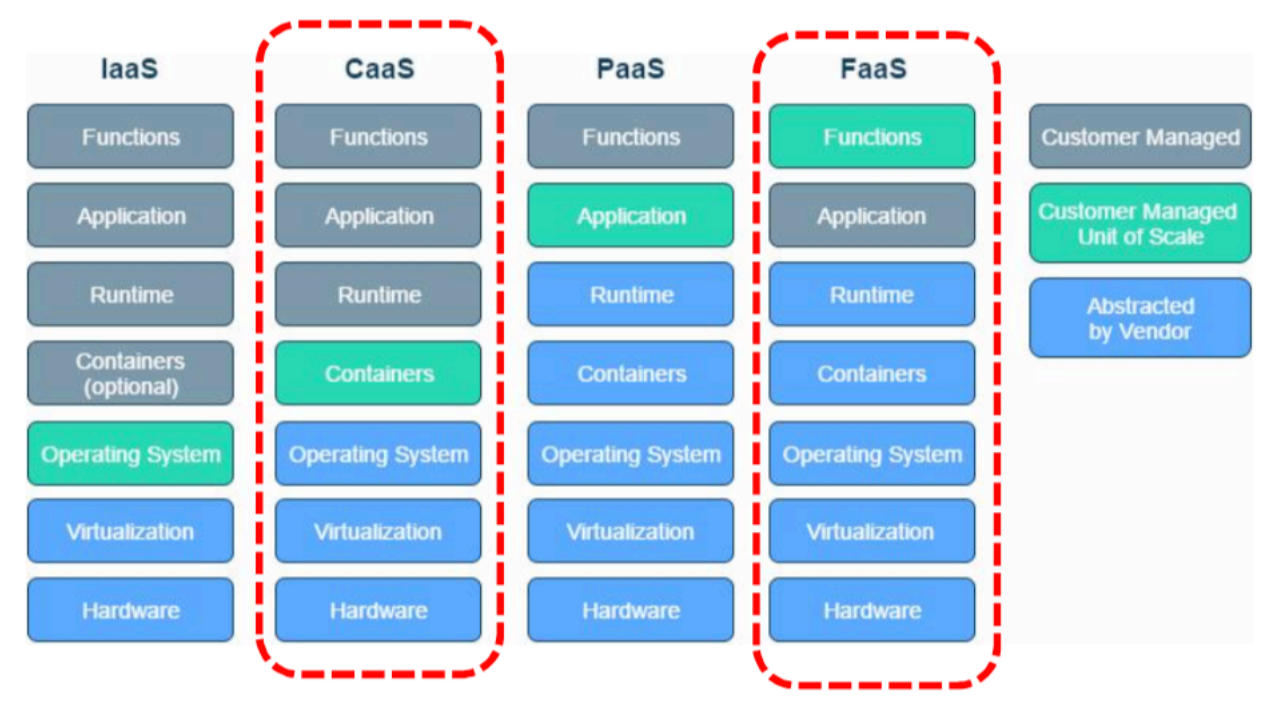 IaaS
CaaS
PaaS
FaaS
Functions
Functions
Functions
Functions
Customer Managed
Application
Application
Application
Application
Customer Managed
Unit of Scale
Runtime
Runtime
Runtime
Runtime
Abstracted
by Vendor
Containers
(optional)
Containers
Containers
Containers
Operating System
Operating System
Operating System
Operating System
Virtualization
Virtualization
Virtualization
Virtualization
Hardware
Hardware
Hardware
Hardware